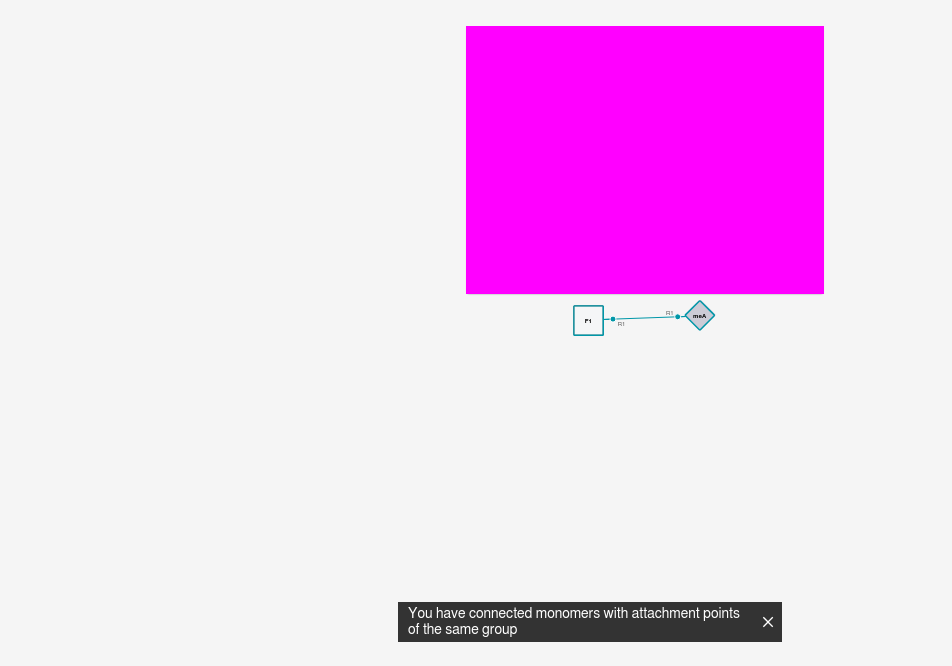 F1
R1
R1
meA
You have connected monomers with attachment points
of the same group